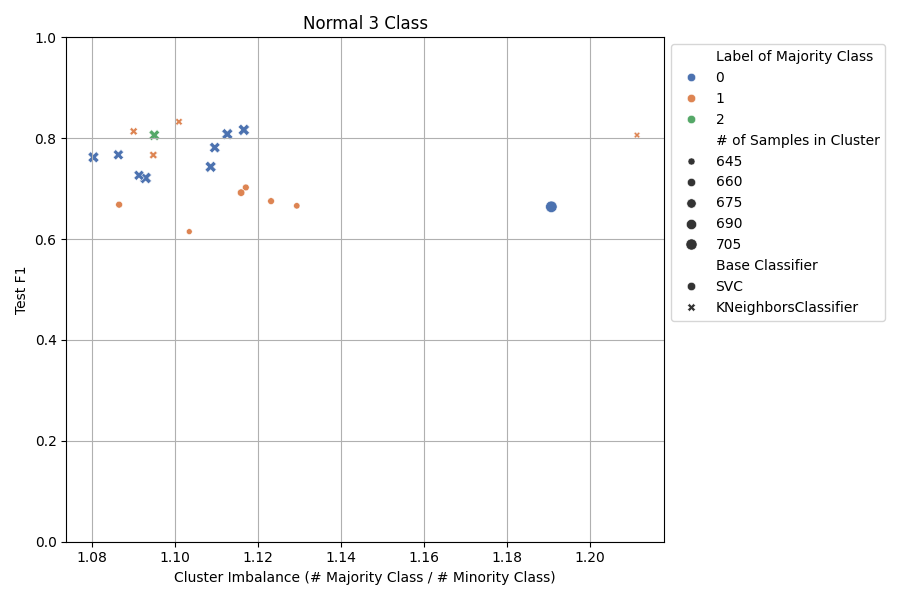 Normal 3 Class
Test F1
1.0
0.8
0.6
0.4
0.2
0.0
1.08 1.10 1.12 1.14 1.16 1.18 1.20
Cluster Imbalance (# Majority Class / # Minority Class)
Label of Majority Class
0
1
2
# of Samples in Cluster
645
660
675
690
705
Base Classifier
SVC
KNeighborsClassifier